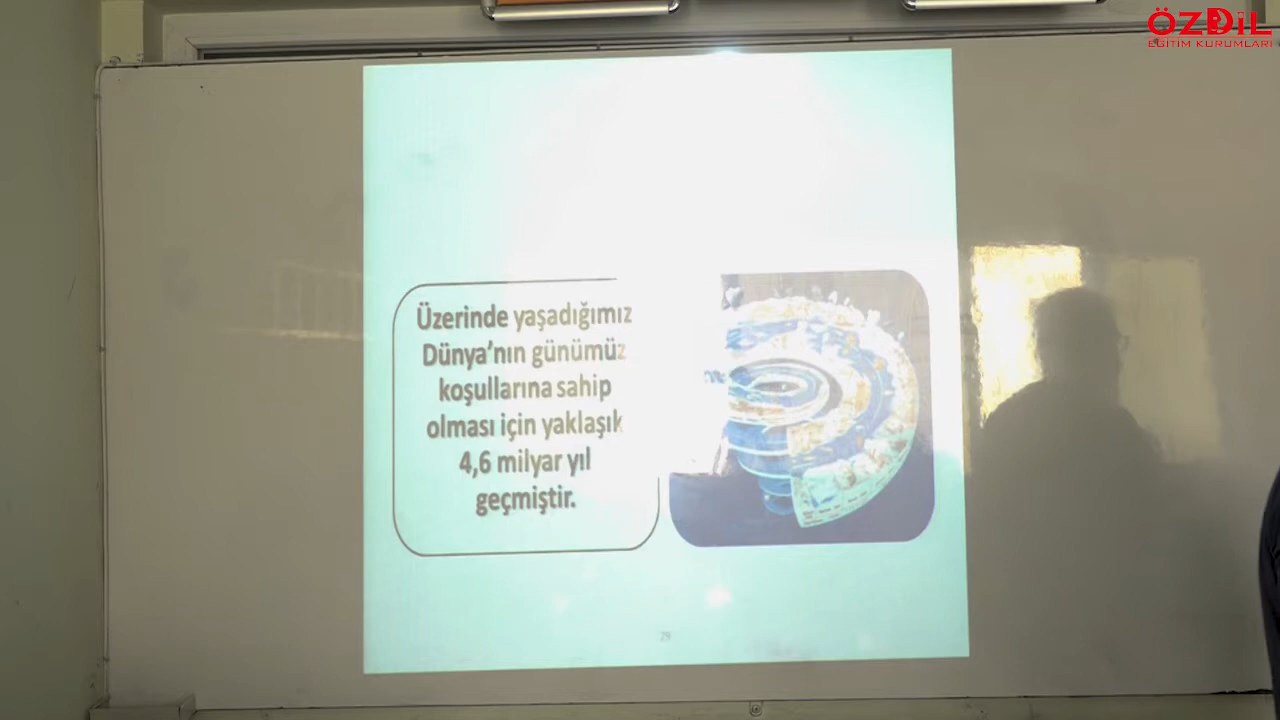 ÖZDİL
EĞİTİM KURUMLARI
Üzerinde yaşadığımız
Dünya'nın günümüz
koşullarına sahip
olması için yaklaşık
4,6 milyar yıl
geçmiştir.
29